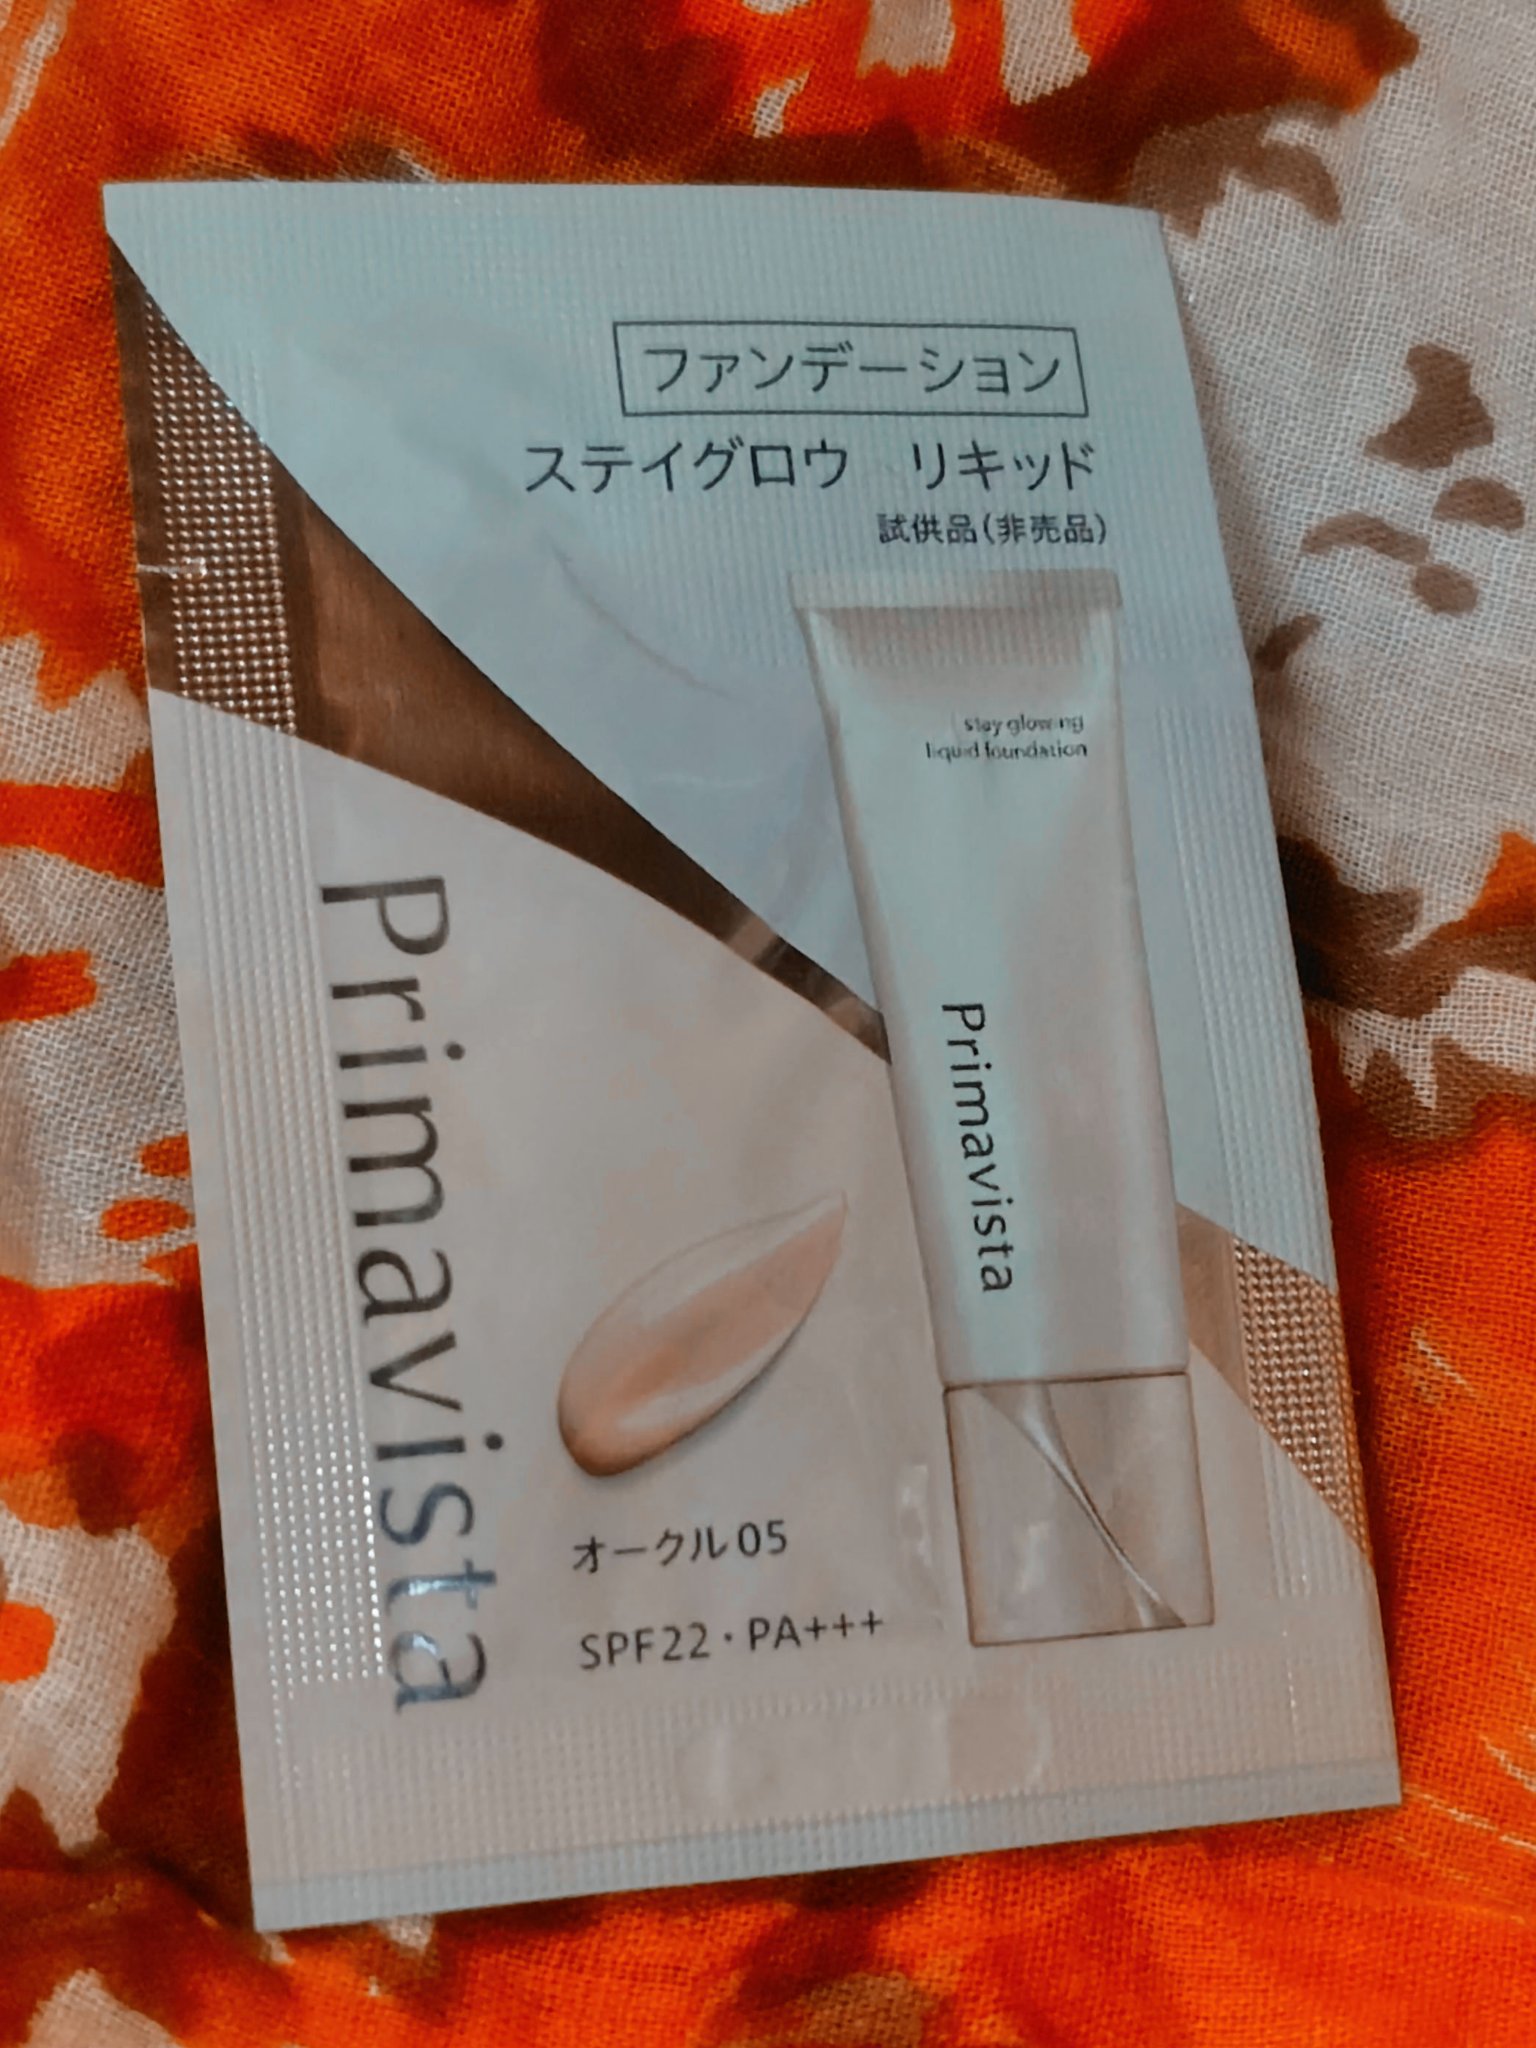 ファンデーション
ステイグロウ リキッド
試供品(非売品)
stay glowing
liquid foundation
Primavista
Primavista
オークル05
SPF22・PA+++